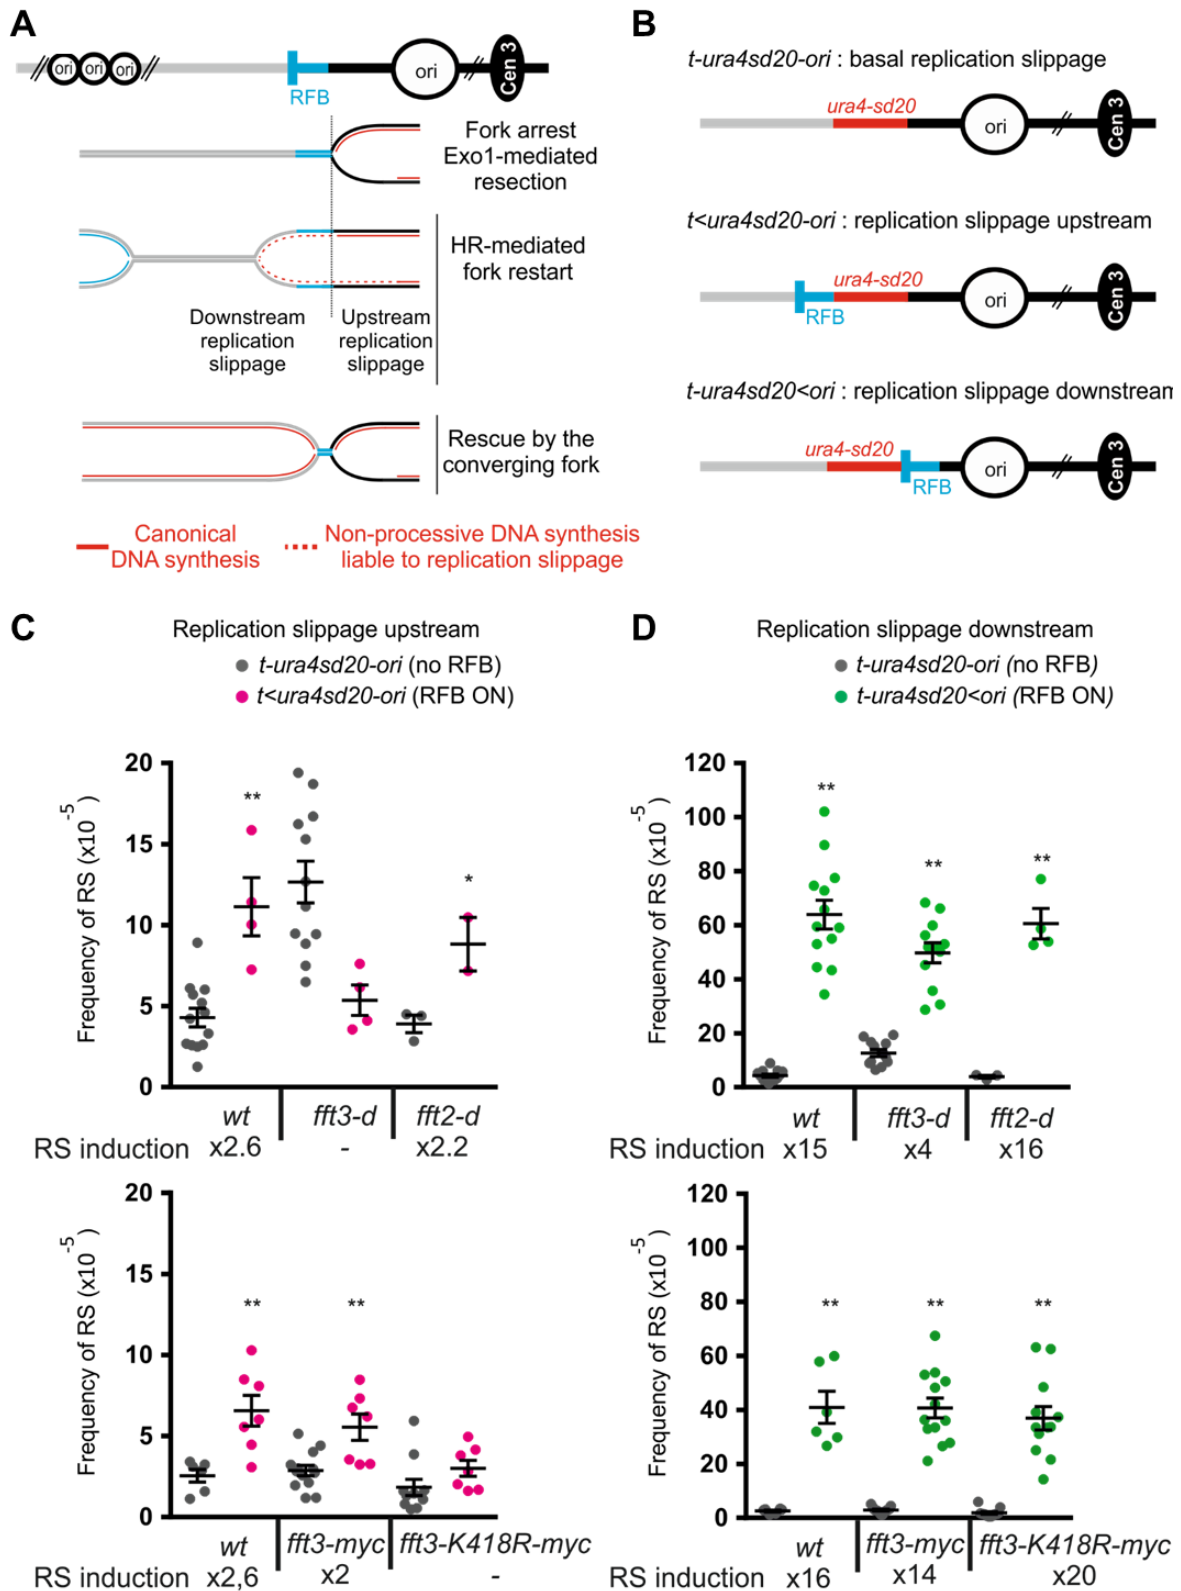 A
ori ori ori
RFB
ori
Cen 3
Fork arrest
Exo1-mediated
resection
HR-mediated
fork restart
Downstream
replication
slippage
Upstream
replication
slippage
Rescue by the
converging fork
Canonical
DNA synthesis
Non-processive DNA synthesis
liable to replication slippage
B
t-ura4sd20-ori : basal replication slippage
ura4-sd20
ori
Cen 3
t<ura4sd20-ori : replication slippage upstream
ura4-sd20
RFB
ori
Cen 3
t-ura4sd20<ori : replication slippage downstream
ura4-sd20
RFB
ori
Cen 3
C
Replication slippage upstream
t-ura4sd20-ori (no RFB)
t<ura4sd20-ori (RFB ON)
Frequency of RS (x10 -5)
20
15
10
5
0
**
*
wt fft3-d fft2-d
RS induction x2.6 - x2.2
Frequency of RS (x10 -5)
20
15
10
5
0
** **
wt fft3-myc fft3-K418R-myc
RS induction x2,6 x2 -
D
Replication slippage downstream
t-ura4sd20-ori (no RFB)
t-ura4sd20<ori (RFB ON)
Frequency of RS (x10 -5)
120
100
80
60
40
20
0
** ** **
wt fft3-d fft2-d
RS induction x15 x4 x16
Frequency of RS (x10 -5)
120
100
80
60
40
20
0
** ** **
wt fft3-myc fft3-K418R-myc
RS induction x16 x14 x20